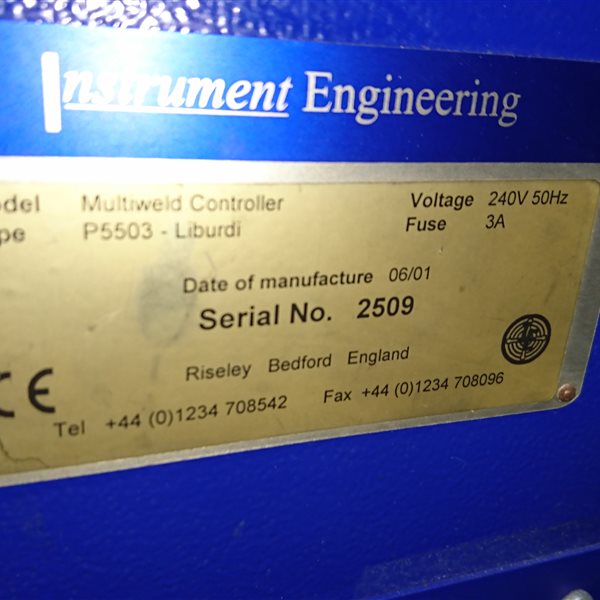 Instrument Engineering
odel Multiweld Controller Voltage 240V 50Hz
pe P5503 - Liburdi Fuse 3A
Date of manufacture 06/01
Serial No. 2509
Riseley Bedford England
CE
Tel +44 (0)1234 708542 Fax +44 (0)1234 708096